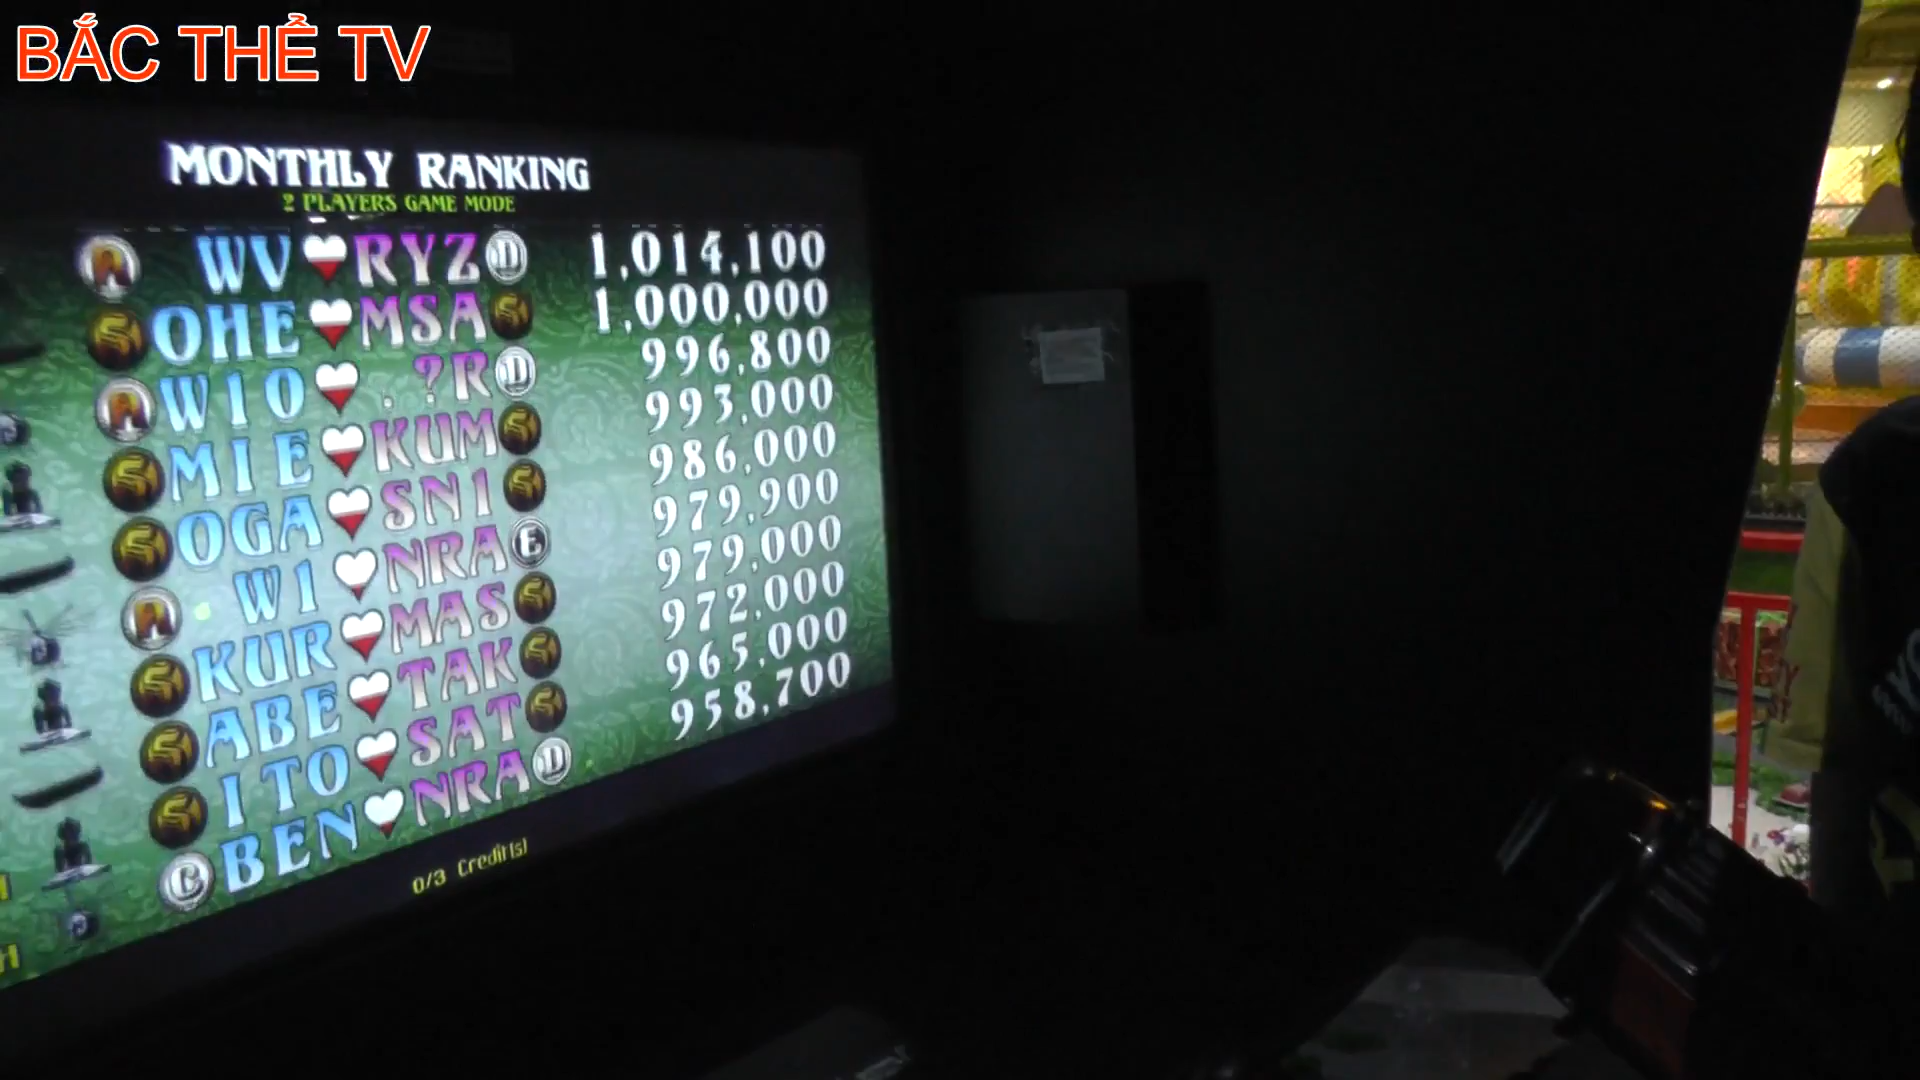 BẮC THỂ TV
MONTHLY RANKING
2 PLAYERS GAME MODE
A WV RYZ D 1,014,100
S OHE MSA S 1,000,000
A W10 .?R D 996,800
S MIE KUM S 993,000
S OGA SN1 S 986,000
A W1 NRA E 979,900
S KUR MAS S 979,000
S ABE TAK S 972,000
S ITO SAT S 965,000
C BEN NRA D 958,700
0/3 Credit(s)